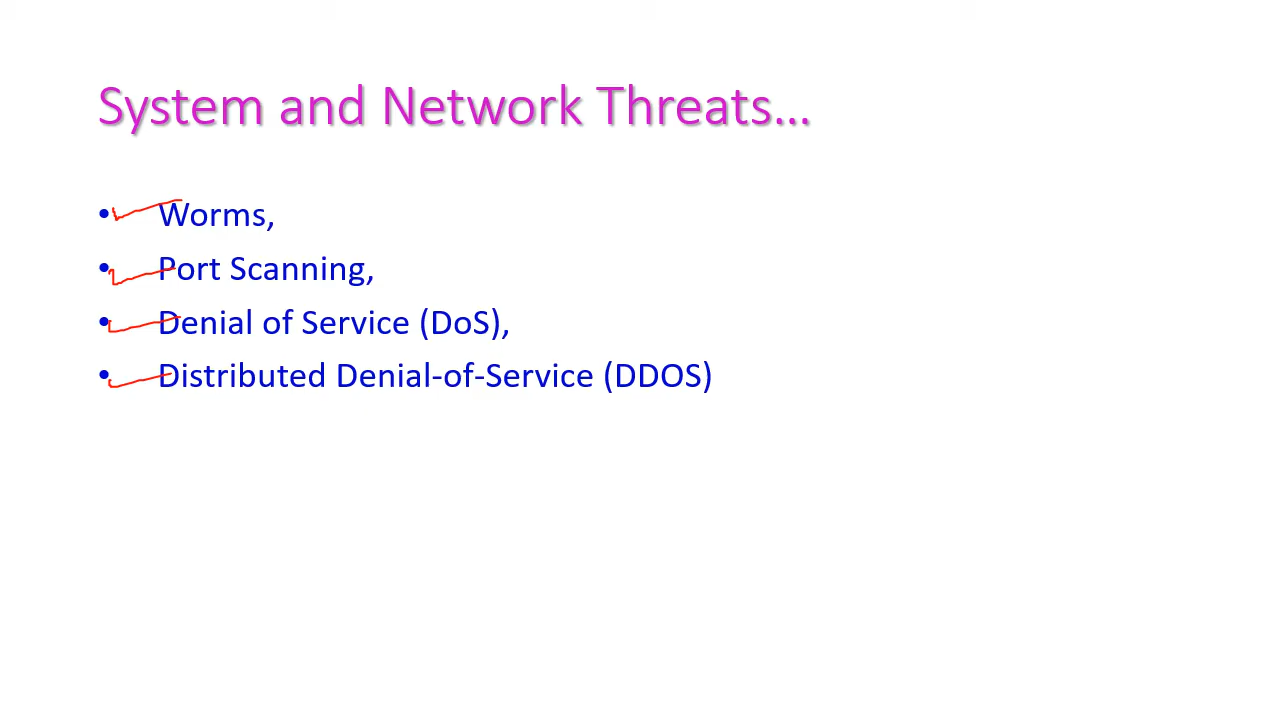 System and Network Threats...
• Worms,
• Port Scanning,
• Denial of Service (DoS),
• Distributed Denial-of-Service (DDOS)